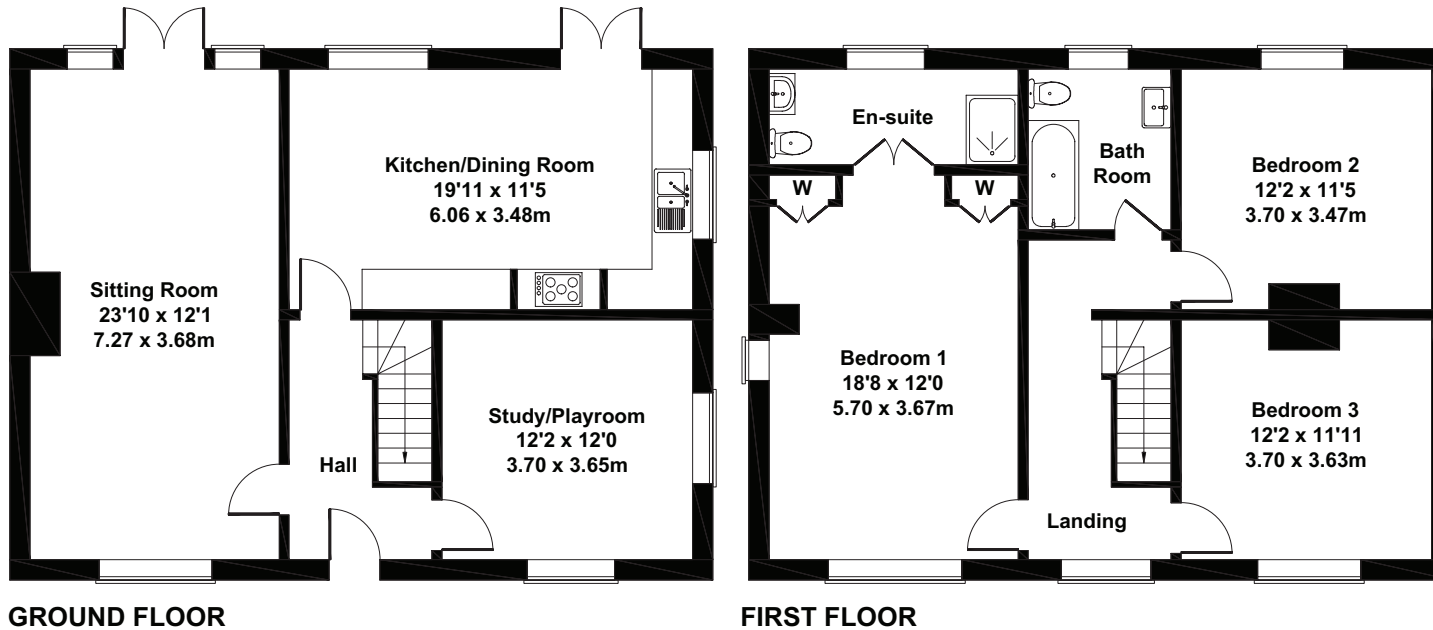 Sitting Room
23'10 x 12'1
7.27 x 3.68m
Kitchen/Dining Room
19'11 x 11'5
6.06 x 3.48m
Hall
Study/Playroom
12'2 x 12'0
3.70 x 3.65m
GROUND FLOOR
En-suite
W
W
Bath
Room
Bedroom 2
12'2 x 11'5
3.70 x 3.47m
Bedroom 1
18'8 x 12'0
5.70 x 3.67m
Bedroom 3
12'2 x 11'11
3.70 x 3.63m
Landing
FIRST FLOOR